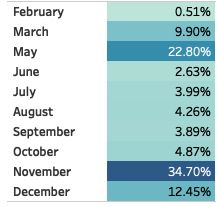 February 0.51%
March 9.90%
May 22.80%
June 2.63%
July 3.99%
August 4.26%
September 3.89%
October 4.87%
November 34.70%
December 12.45%